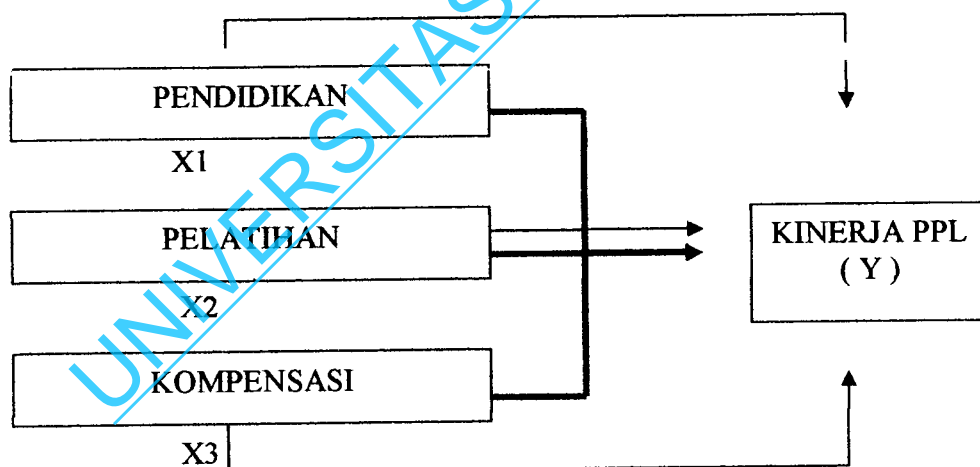 PENDIDIKAN
X1
PELATIHAN
X2
KOMPENSASI
X3
KINERJA PPL
( Y )
UNIVERSITAS